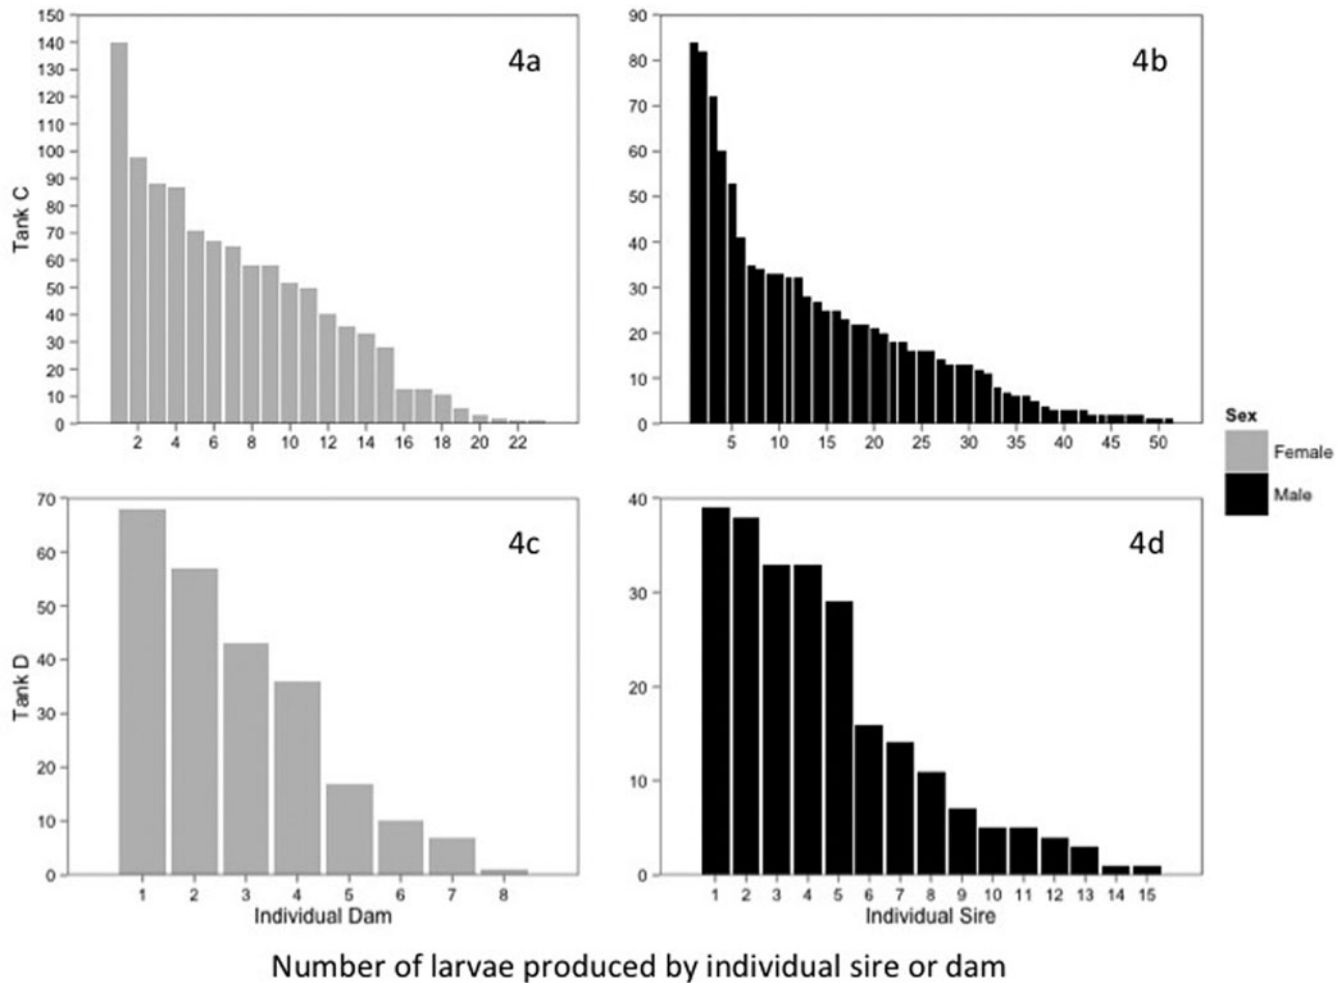 150
140
130
120
110
100
90
80
70
60
50
40
30
20
10
0
Tank C
4a
2 4 6 8 10 12 14 16 18 20 22
90
80
70
60
50
40
30
20
10
0
4b
5 10 15 20 25 30 35 40 45 50
Sex
Female
Male
70
60
50
40
30
20
10
0
Tank D
4c
1 2 3 4 5 6 7 8
Individual Dam
40
30
20
10
0
4d
1 2 3 4 5 6 7 8 9 10 11 12 13 14 15
Individual Sire
Number of larvae produced by individual sire or dam